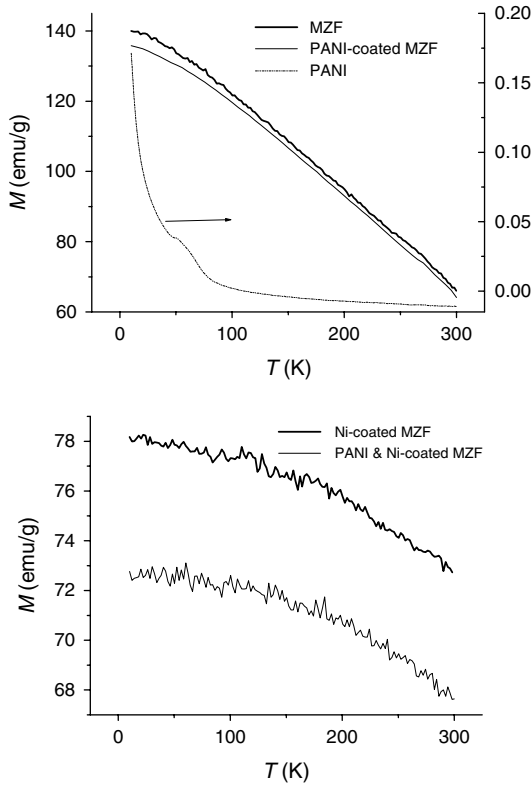 MZF
PANI-coated MZF
PANI
140
120
100
80
60
M (emu/g)
0.20
0.15
0.10
0.05
0.00
0
100
200
300
T (K)
Ni-coated MZF
PANI & Ni-coated MZF
78
76
74
72
70
68
M (emu/g)
0
100
200
300
T (K)